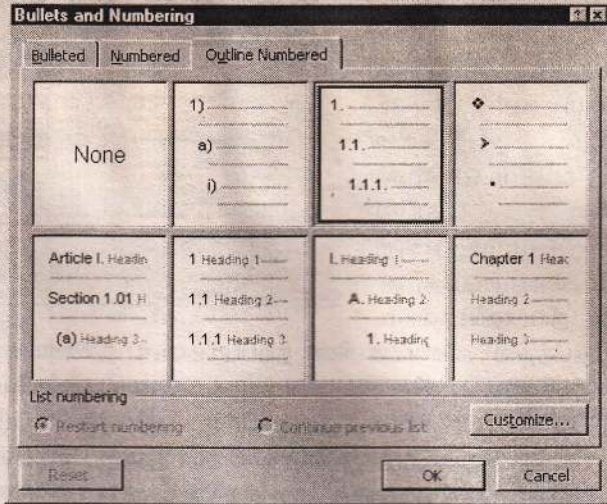 Bullets and Numbering
Bulleted Numbered Outline Numbered
None
1)
a)
i)
1.
1.1.
1.1.1.
Article I. Headin
Section 1.01 H
(a) Heading 3
1 Heading 1
1.1 Heading 2
1.1.1 Heading 3
I. Heading 1
A. Heading 2
1. Heading
Chapter 1 Heac
Heading 2
Heading 3
List numbering
Restart numbering Continue previous list Customize...
Reset OK Cancel